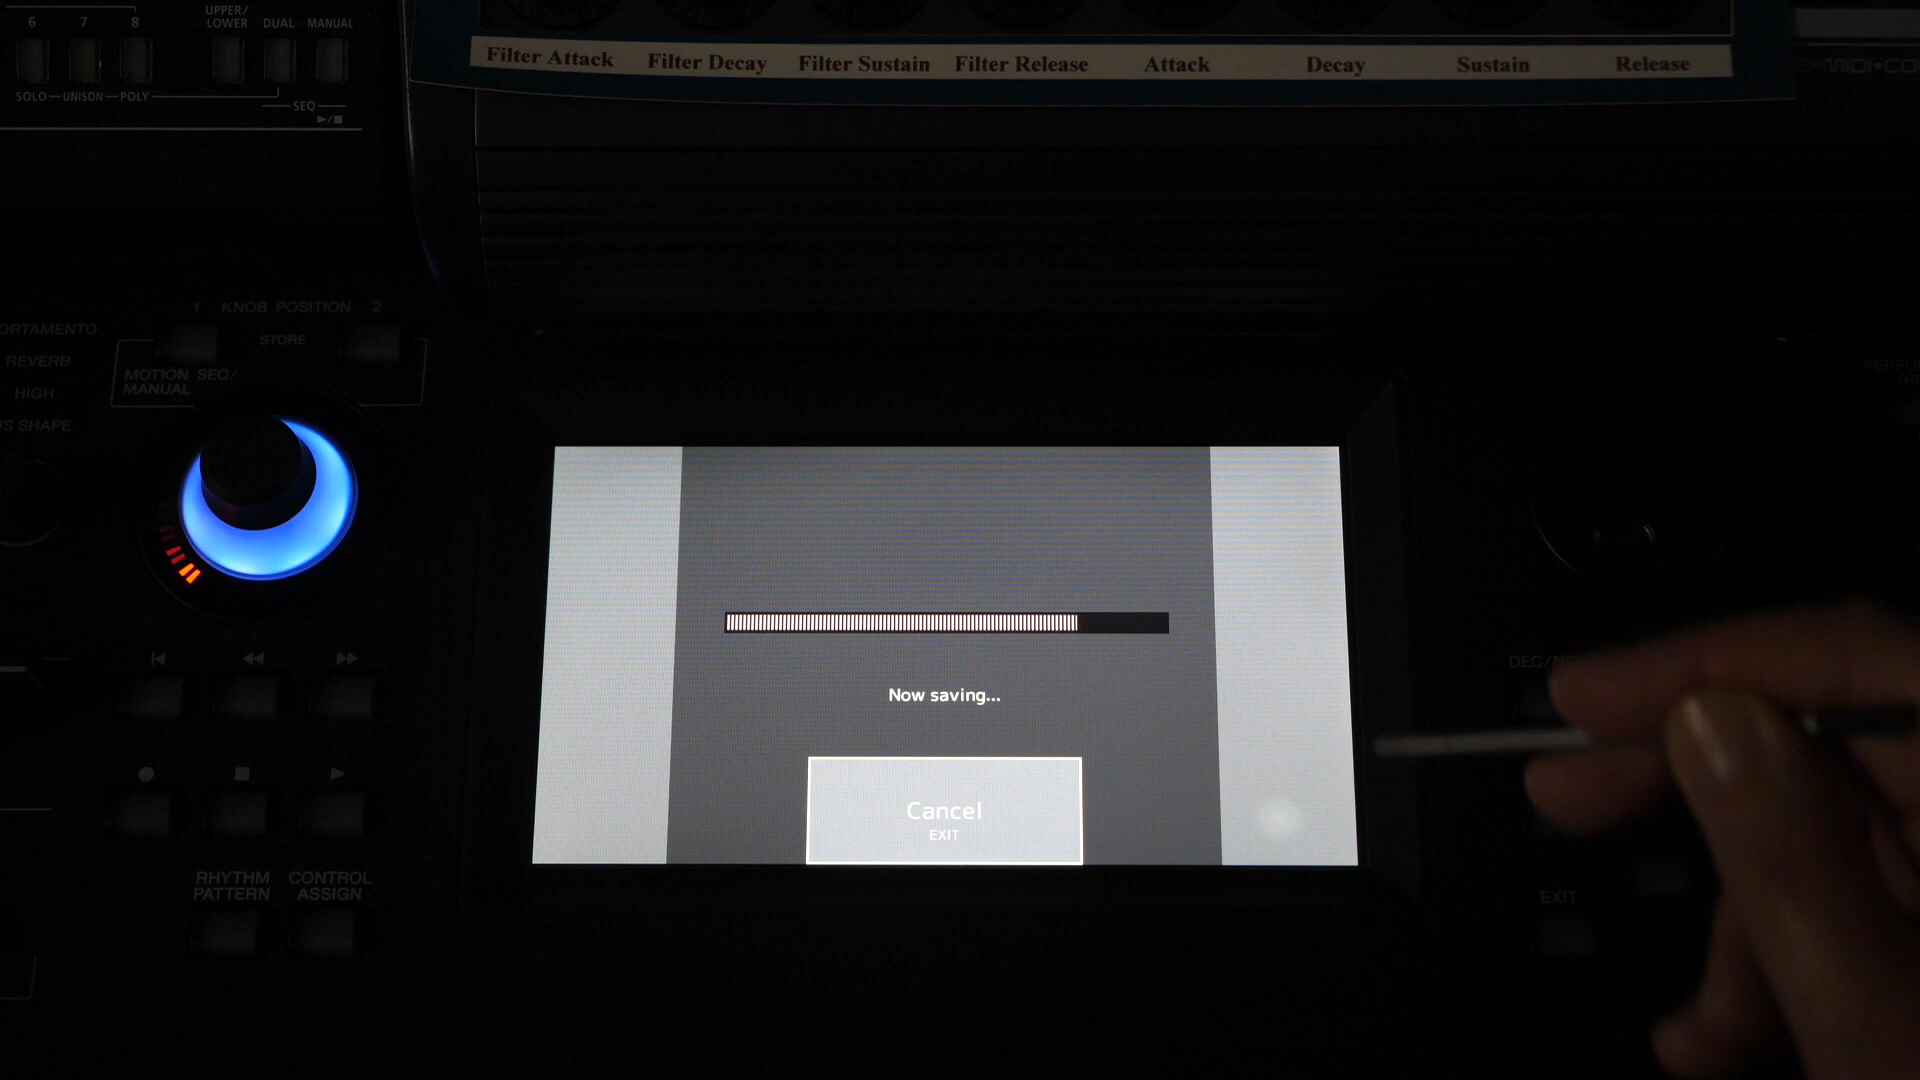 6 7 8
UPPER/
LOWER
DUAL
MANUAL
SOLO UNISON POLY
SEQ
Filter Attack Filter Decay Filter Sustain Filter Release Attack Decay Sustain Release
MIDI
1 KNOB POSITION 2
STORE
MOTION SEQ/
MANUAL
REVERB
HIGH
SHAPE
Now saving...
Cancel
EXIT
RHYTHM
PATTERN
CONTROL
ASSIGN
EXIT